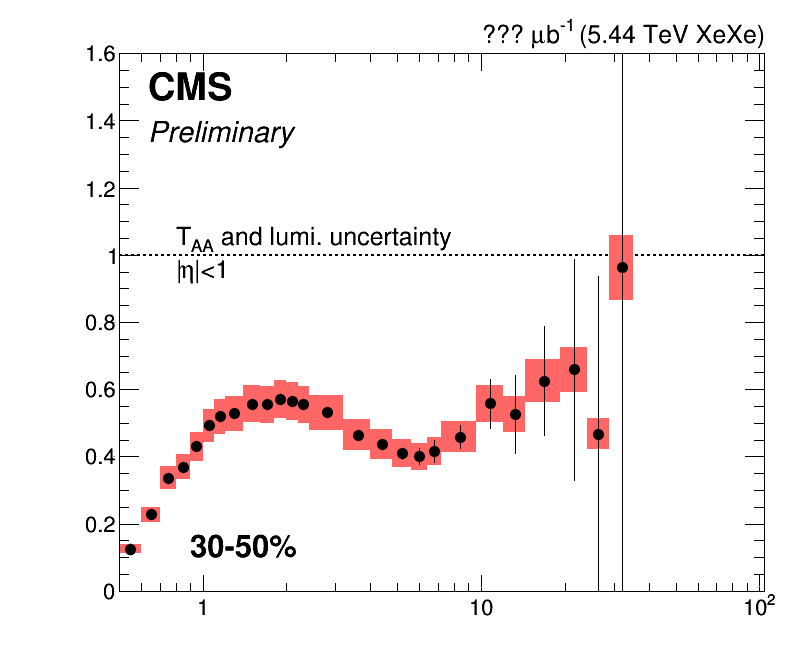 ??? μb⁻¹ (5.44 TeV XeXe)
CMS
Preliminary
T_AA and lumi. uncertainty
|η|<1
30-50%
1.6
1.4
1.2
1
0.8
0.6
0.4
0.2
0
1 10 10²